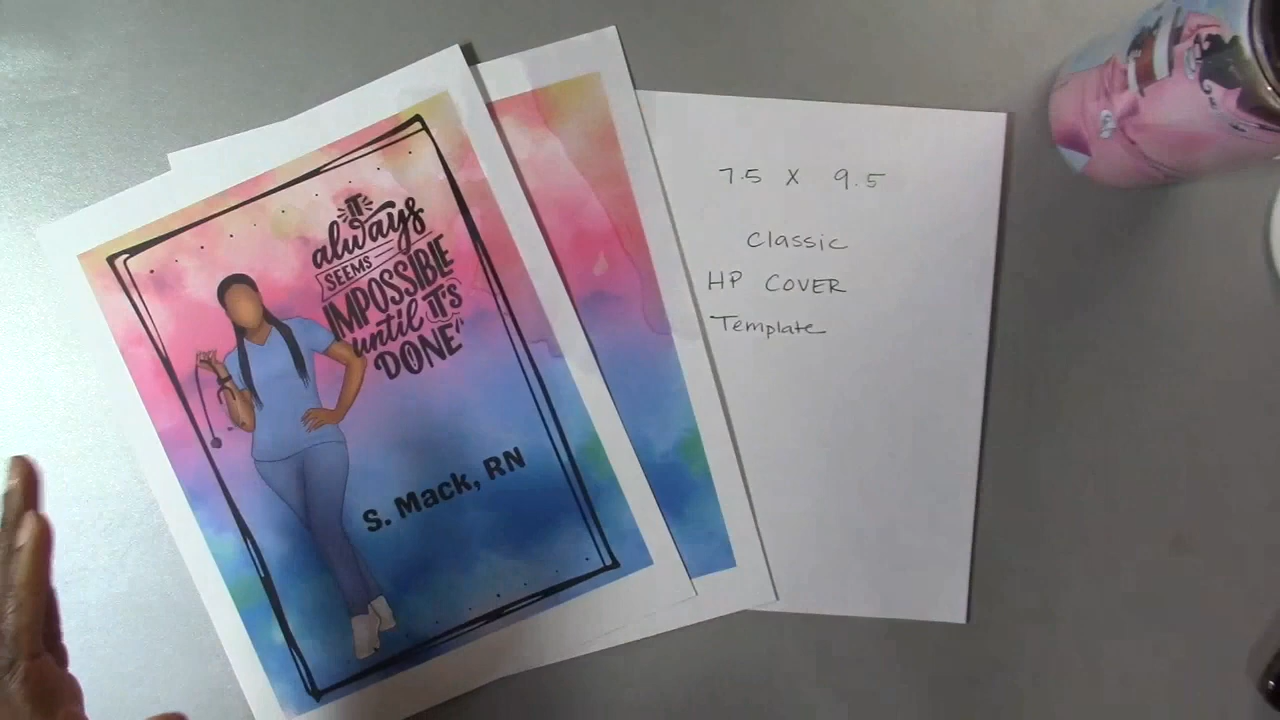 IT
always
SEEMS
IMPOSSIBLE
until IT'S
DONE
S. Mack, RN
7.5 X 9.5
Classic
HP COVER
Template